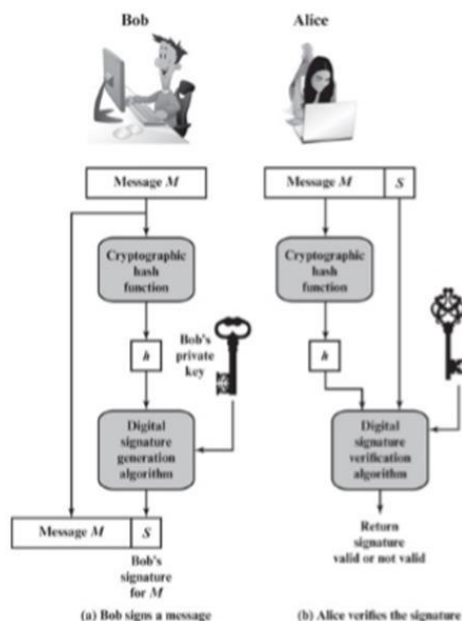 Bob
Alice
Message M
Cryptographic
hash
function
h
Bob's
private
key
Digital
signature
generation
algorithm
Message M
S
Bob's
signature
for M
(a) Bob signs a message
Message M
S
Cryptographic
hash
function
h
Digital
signature
verification
algorithm
Return
signature
valid or not valid
(b) Alice verifies the signature